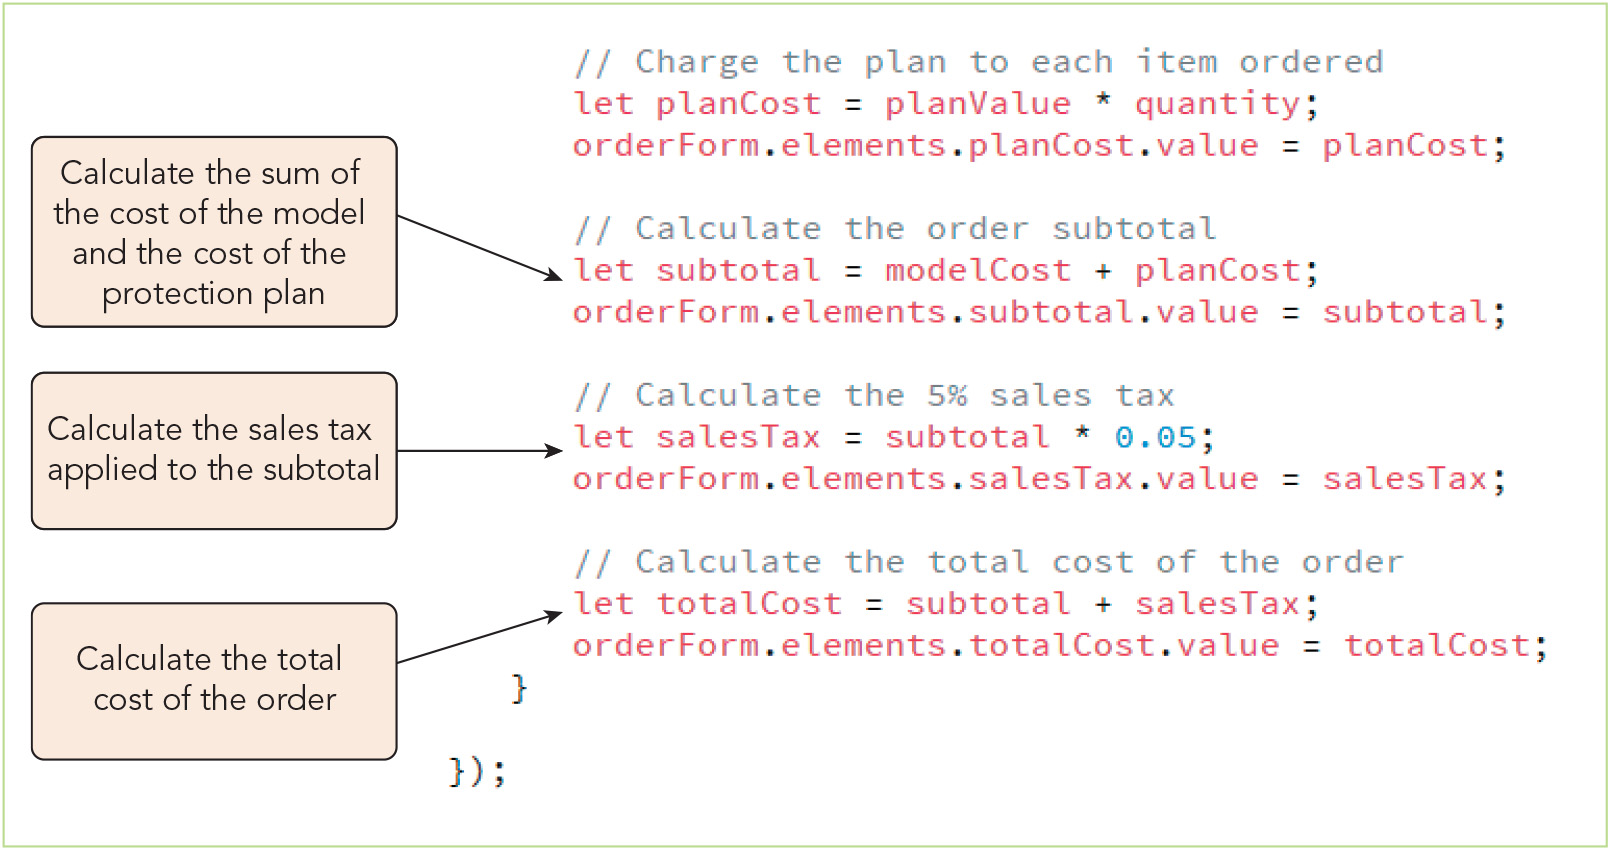 // Charge the plan to each item ordered
let planCost = planValue * quantity;
orderForm.elements.planCost.value = planCost;
Calculate the sum of
the cost of the model
and the cost of the
protection plan
// Calculate the order subtotal
let subtotal = modelCost + planCost;
orderForm.elements.subtotal.value = subtotal;
Calculate the sales tax
applied to the subtotal
// Calculate the 5% sales tax
let salesTax = subtotal * 0.05;
orderForm.elements.salesTax.value = salesTax;
Calculate the total
cost of the order
// Calculate the total cost of the order
let totalCost = subtotal + salesTax;
orderForm.elements.totalCost.value = totalCost;
}
});